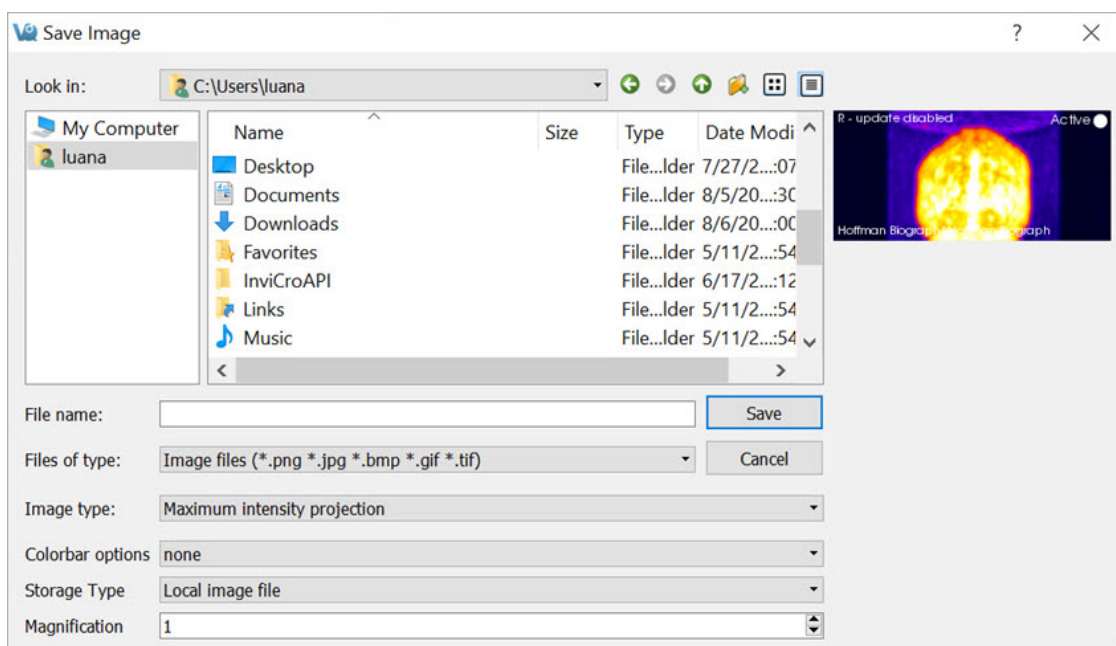 Save Image
?
Look in: C:\Users\luana
My Computer
luana
Name Size Type Date Modi
Desktop File...lder 7/27/2...:07
Documents File...lder 8/5/20...:30
Downloads File...lder 8/6/20...:00
Favorites File...lder 5/11/2...:54
InviCroAPI File...lder 6/17/2...:12
Links File...lder 5/11/2...:54
Music File...lder 5/11/2...:54
R - update disabled Active
Hoffman
File name: Save
Files of type: Image files (*.png *.jpg *.bmp *.gif *.tif) Cancel
Image type: Maximum intensity projection
Colorbar options none
Storage Type Local image file
Magnification 1